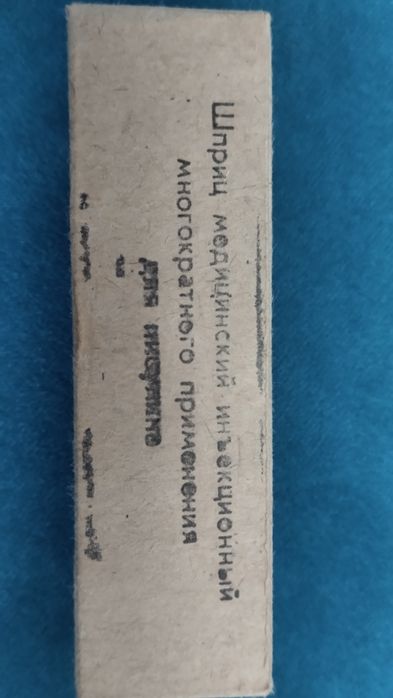 Шприц медицинский инъекционный
многократного применения
для инсулина